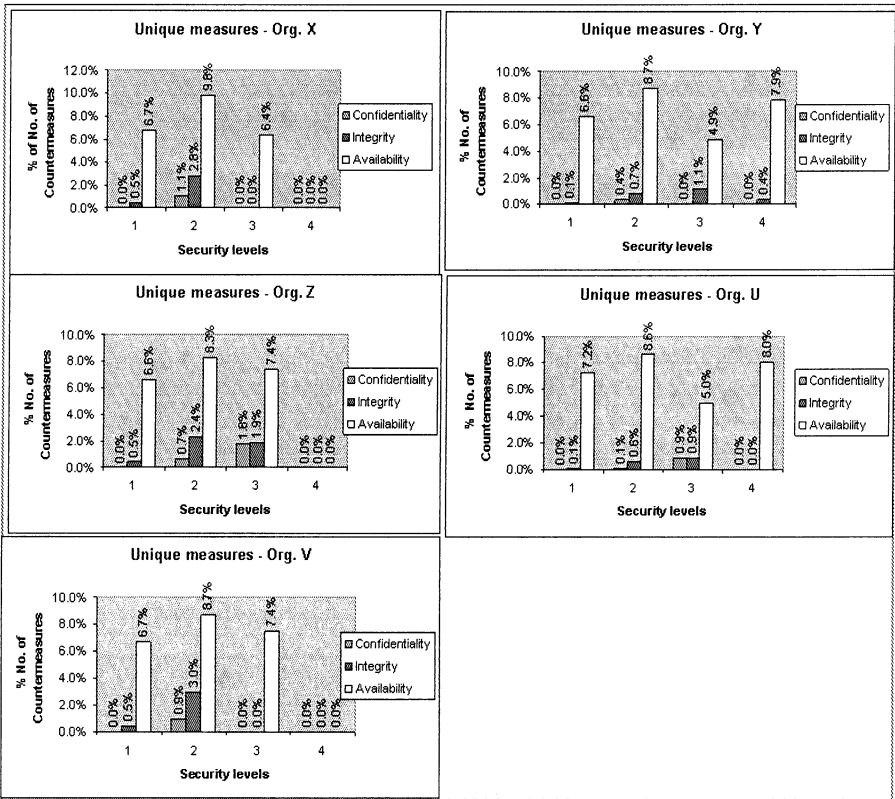 Unique measures - Org. X
% of No. of
Countermeasures
12.0%
10.0%
8.0%
6.0%
4.0%
2.0%
0.0%
0.0%
0.5%
6.7%
1.1%
2.8%
9.8%
0.0%
0.0%
6.4%
0.0%
0.0%
0.0%
1 2 3 4
Security levels
Confidentiality
Integrity
Availability
Unique measures - Org. Y
% No. of
Countermeasures
10.0%
8.0%
6.0%
4.0%
2.0%
0.0%
0.0%
0.1%
6.6%
0.4%
0.7%
8.7%
0.0%
1.1%
4.9%
0.0%
0.4%
7.9%
1 2 3 4
Security levels
Confidentiality
Integrity
Availability
Unique measures - Org. Z
% No. of
Countermeasures
10.0%
8.0%
6.0%
4.0%
2.0%
0.0%
0.0%
0.5%
6.6%
0.7%
2.4%
8.3%
1.8%
1.9%
7.4%
0.0%
0.0%
0.0%
1 2 3 4
Security levels
Confidentiality
Integrity
Availability
Unique measures - Org. U
% No. of
Countermeasures
10.0%
8.0%
6.0%
4.0%
2.0%
0.0%
0.0%
0.1%
7.2%
0.1%
0.6%
8.6%
0.9%
0.9%
5.0%
0.0%
0.0%
8.0%
1 2 3 4
Security levels
Confidentiality
Integrity
Availability
Unique measures - Org. V
% No. of
Countermeasures
10.0%
8.0%
6.0%
4.0%
2.0%
0.0%
0.0%
0.5%
6.7%
0.9%
3.0%
8.7%
0.0%
0.0%
7.4%
0.0%
0.0%
0.0%
1 2 3 4
Security levels
Confidentiality
Integrity
Availability